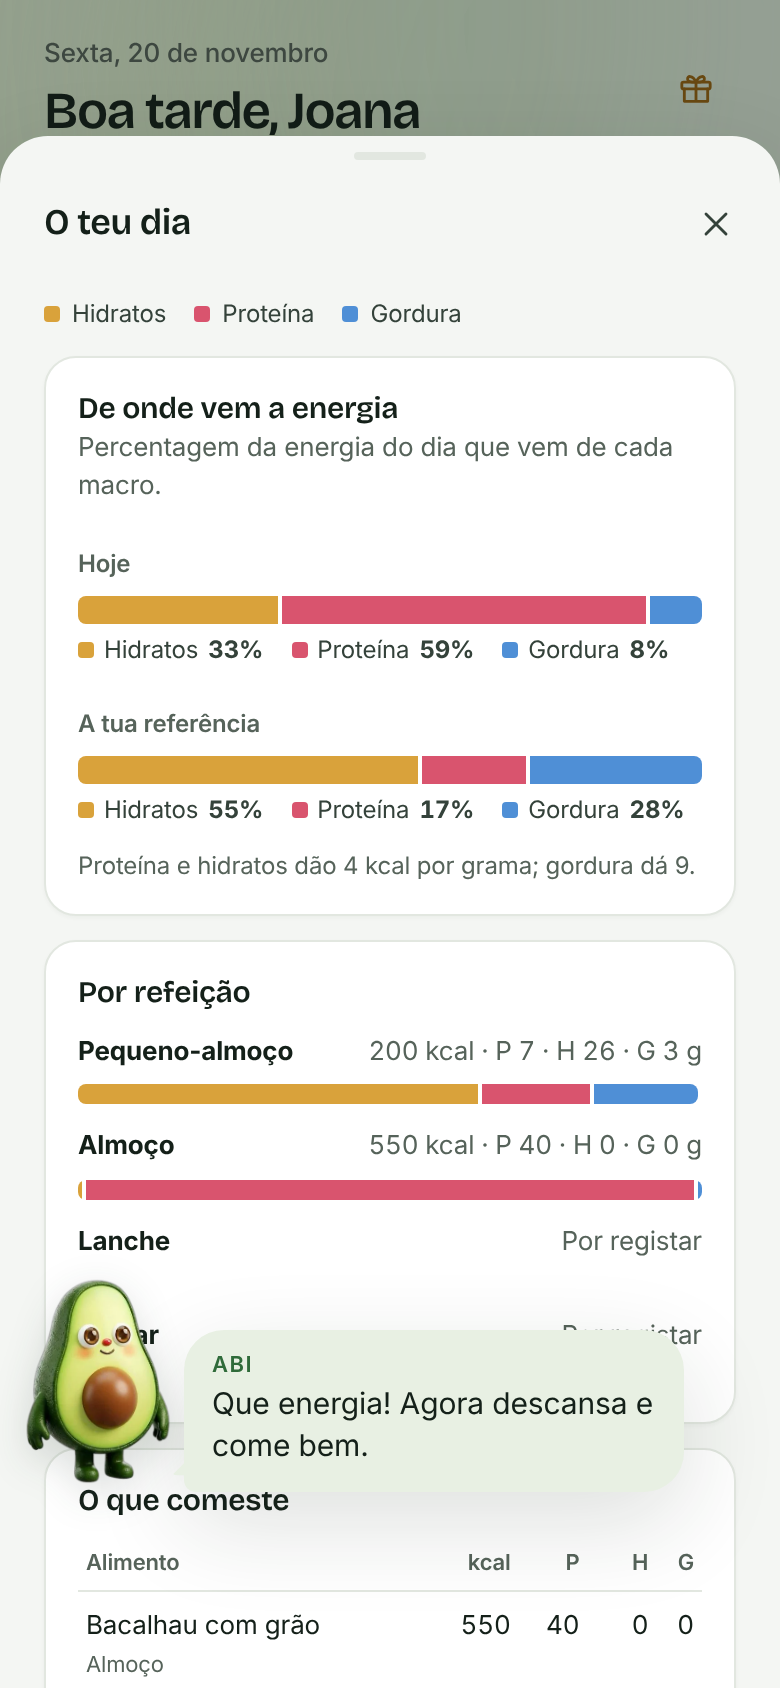 Sexta, 20 de novembro
Boa tarde, Joana
O teu dia
Hidratos Proteína Gordura
De onde vem a energia
Percentagem da energia do dia que vem de cada
macro.
Hoje
Hidratos 33% Proteína 59% Gordura 8%
A tua referência
Hidratos 55% Proteína 17% Gordura 28%
Proteína e hidratos dão 4 kcal por grama; gordura dá 9.
Por refeição
Pequeno-almoço 200 kcal · P 7 · H 26 · G 3 g
Almoço 550 kcal · P 40 · H 0 · G 0 g
Lanche Por registar
ABI
Que energia! Agora descansa e
come bem.
O que comeste
Alimento kcal P H G
Bacalhau com grão 550 40 0 0
Almoço